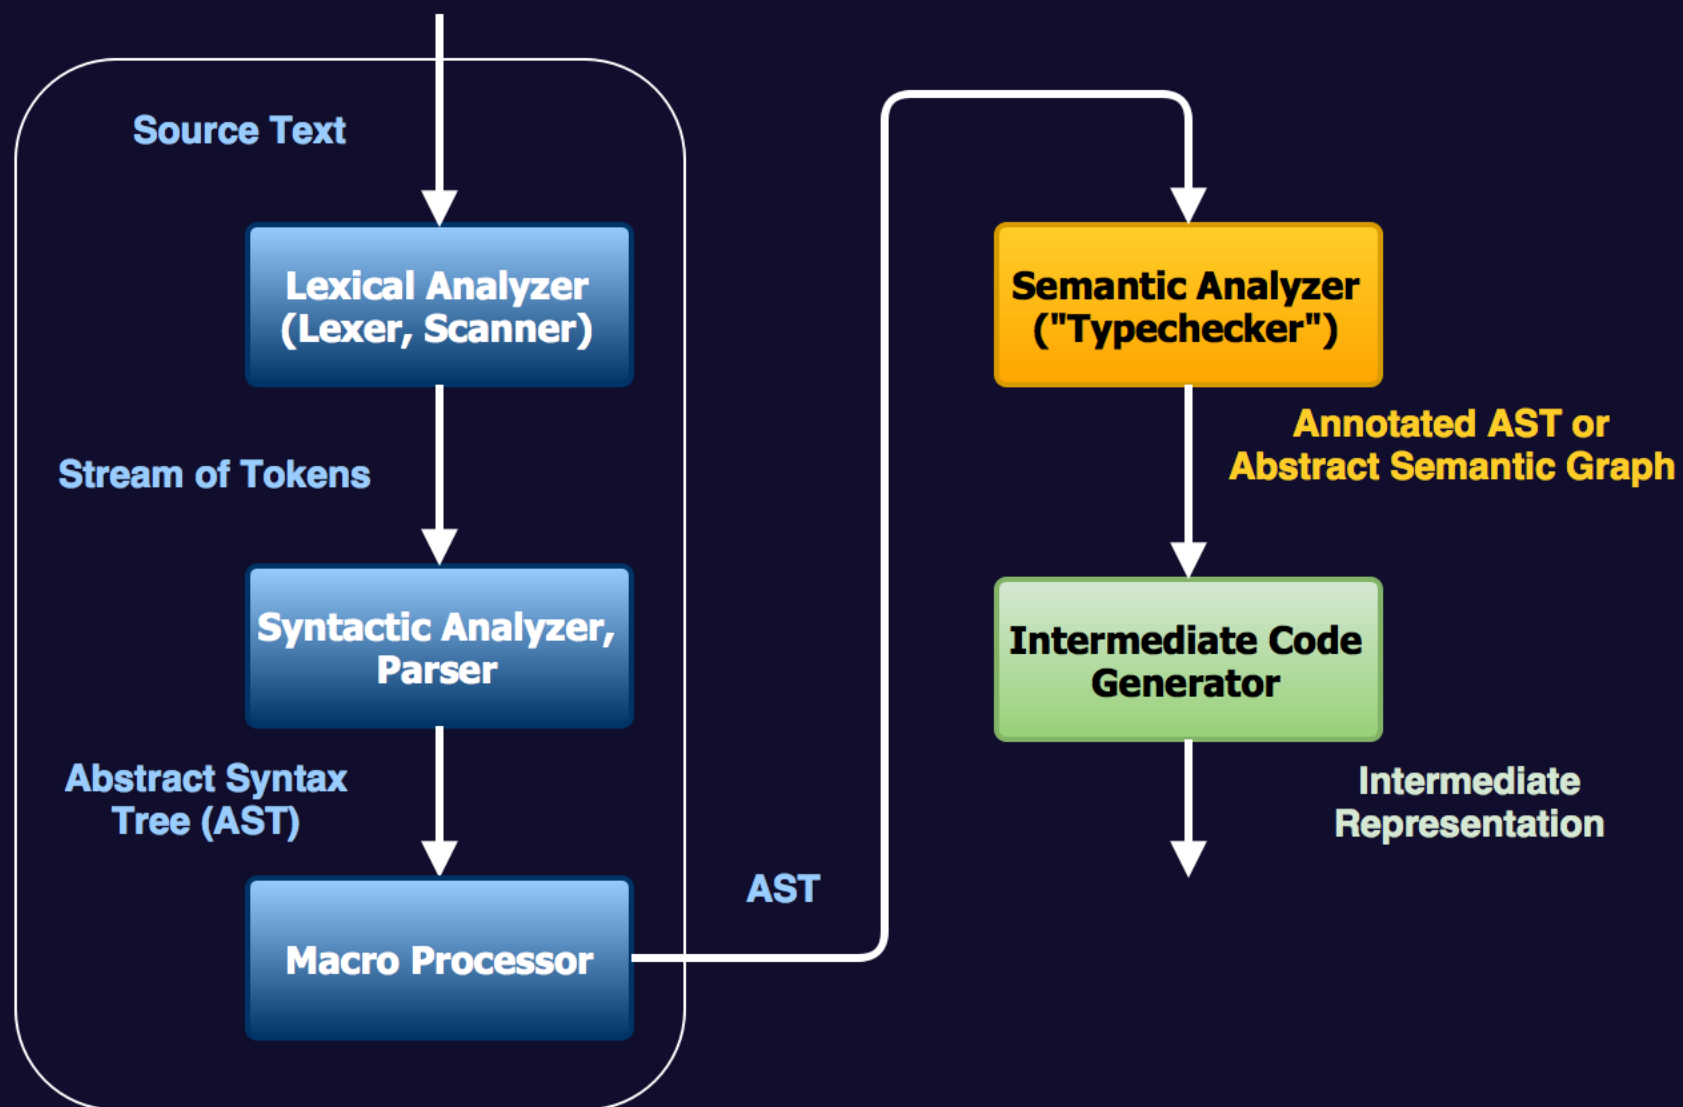 Source Text
Lexical Analyzer
(Lexer, Scanner)
Stream of Tokens
Syntactic Analyzer,
Parser
Abstract Syntax
Tree (AST)
Macro Processor
AST
Semantic Analyzer
("Typechecker")
Annotated AST or
Abstract Semantic Graph
Intermediate Code
Generator
Intermediate
Representation